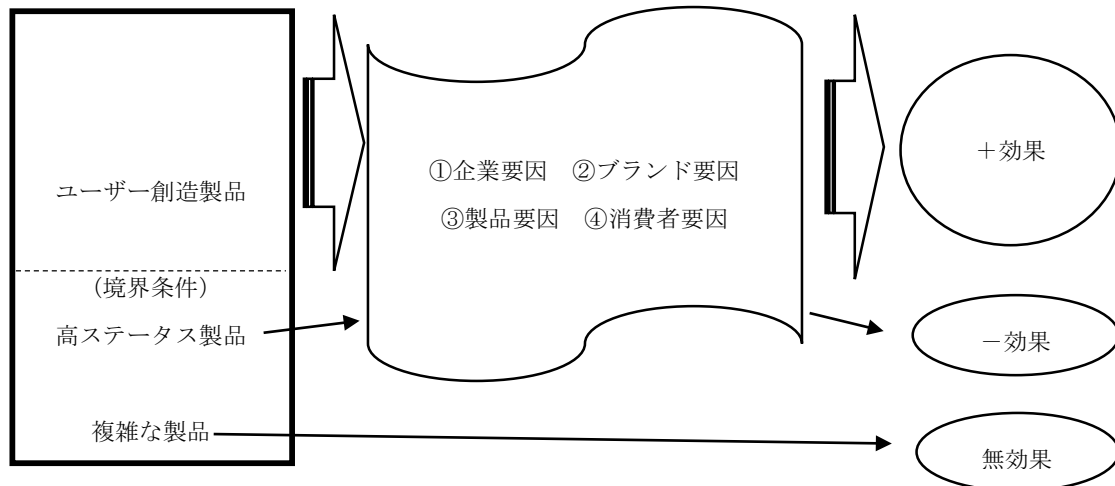 ユーザー創造製品
(境界条件)
高ステータス製品
複雑な製品
①企業要因　②ブランド要因
③製品要因　④消費者要因
＋効果
－効果
無効果